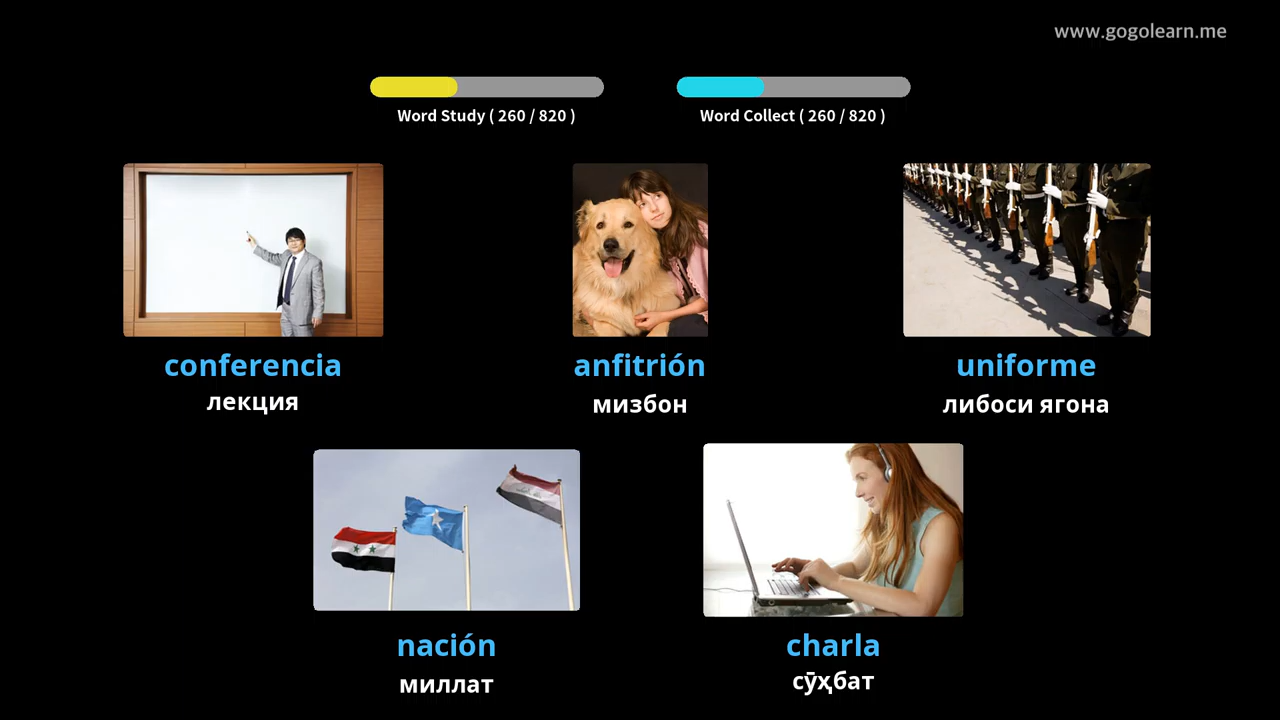 www.gogolearn.me
Word Study ( 260 / 820 )
Word Collect ( 260 / 820 )
conferencia
лекция
anfitrión
мизбон
uniforme
либоси ягона
nación
миллат
charla
сӯҳбат